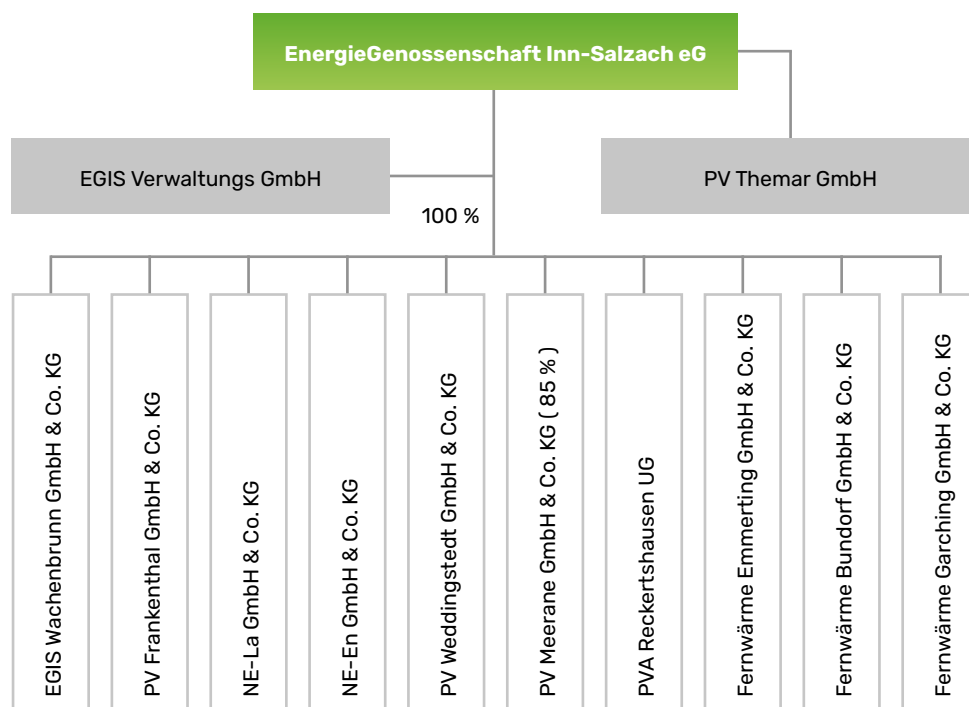 EnergieGenossenschaft Inn-Salzach eG
EGIS Verwaltungs GmbH
PV Themar GmbH
100 %
EGIS Wachenbrunn GmbH & Co. KG
PV Frankenthal GmbH & Co. KG
NE-La GmbH & Co. KG
NE-En GmbH & Co. KG
PV Weddingstedt GmbH & Co. KG
PV Meerane GmbH & Co. KG ( 85 % )
PVA Reckertshausen UG
Fernwärme Emmerting GmbH & Co. KG
Fernwärme Bundorf GmbH & Co. KG
Fernwärme Garching GmbH & Co. KG